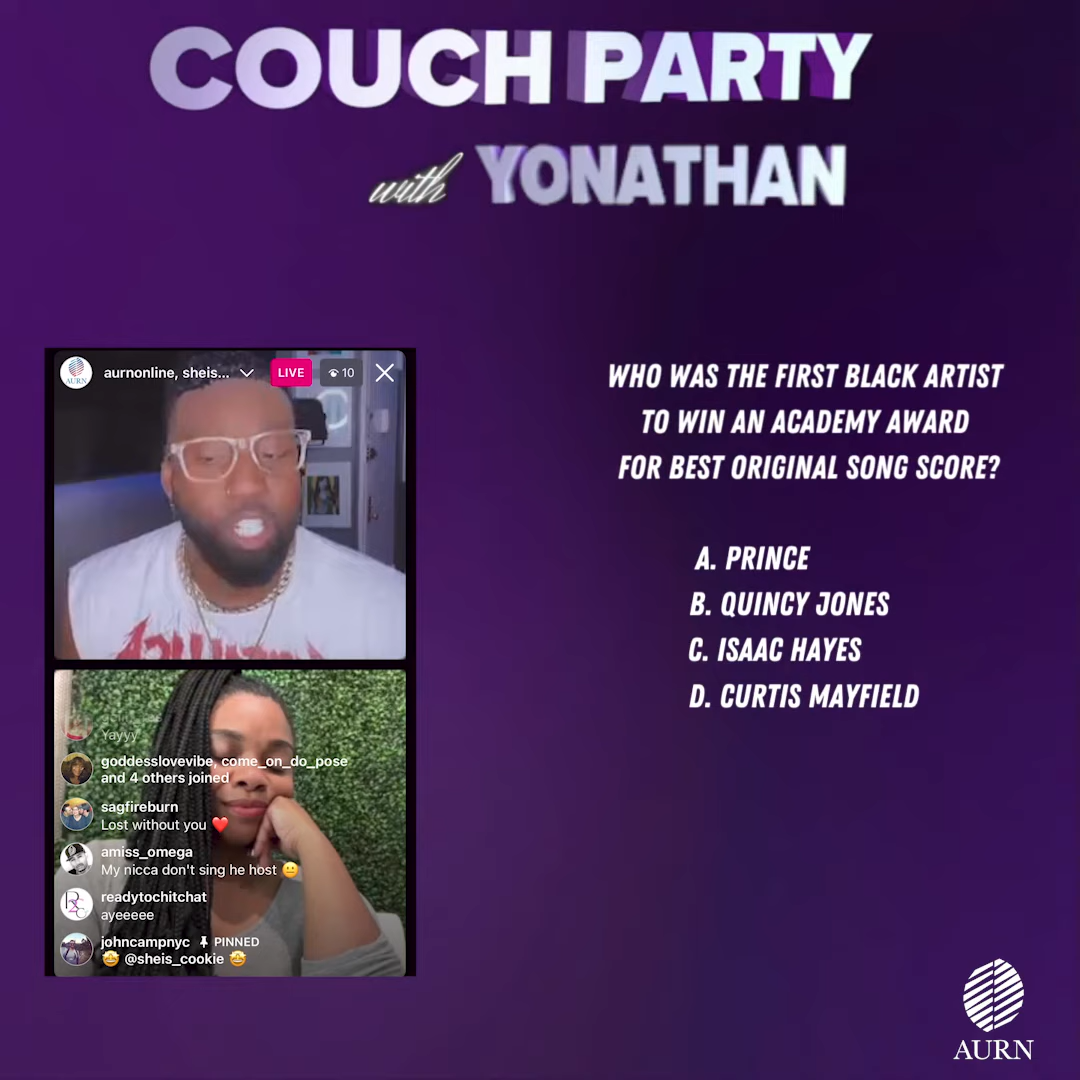 COUCH PARTY
with YONATHAN
AURN
aurnonline, sheis...
LIVE
10
Yayyy
goddesslovevibe, come_on_do_pose
and 4 others joined
sagfireburn
Lost without you ❤️
amiss_omega
My nicca don't sing he host 😐
readytochitchat
ayeeeee
johncampnyc 📌 PINNED
🤩 @sheis_cookie 🤩
WHO WAS THE FIRST BLACK ARTIST
TO WIN AN ACADEMY AWARD
FOR BEST ORIGINAL SONG SCORE?
A. PRINCE
B. QUINCY JONES
C. ISAAC HAYES
D. CURTIS MAYFIELD
AURN